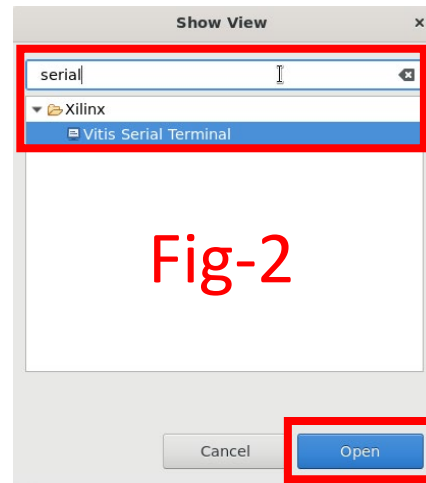 Show View ×
serial
Xilinx
Vitis Serial Terminal
Fig-2
Cancel Open